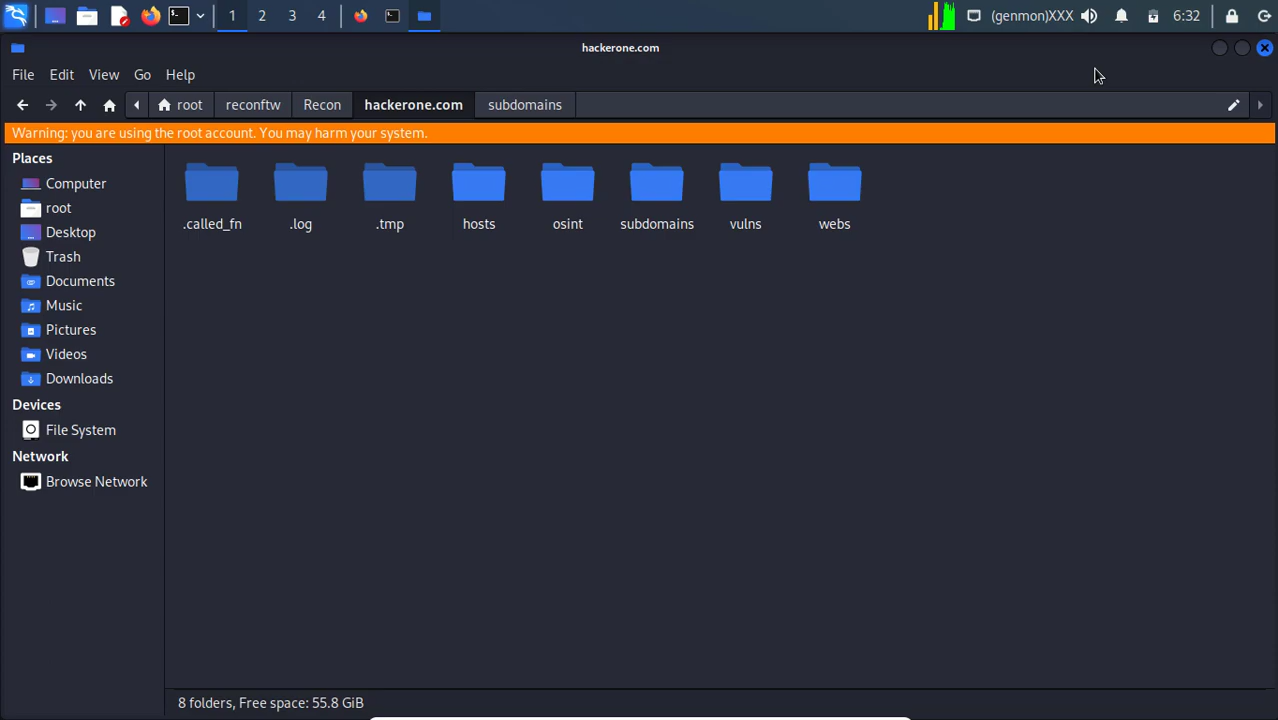 1 2 3 4 (genmon)XXX 6:32
hackerone.com
File Edit View Go Help
root reconftw Recon hackerone.com subdomains
Warning: you are using the root account. You may harm your system.
Places
Computer
root
Desktop
Trash
Documents
Music
Pictures
Videos
Downloads
Devices
File System
Network
Browse Network
.called_fn .log .tmp hosts osint subdomains vulns webs
8 folders, Free space: 55.8 GiB